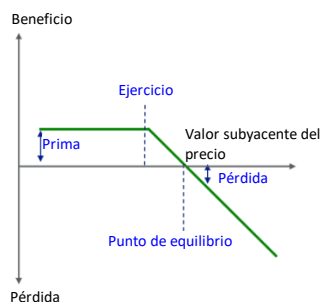 Beneficio
Ejercicio
Valor subyacente del
precio
Prima
Pérdida
Punto de equilibrio
Pérdida